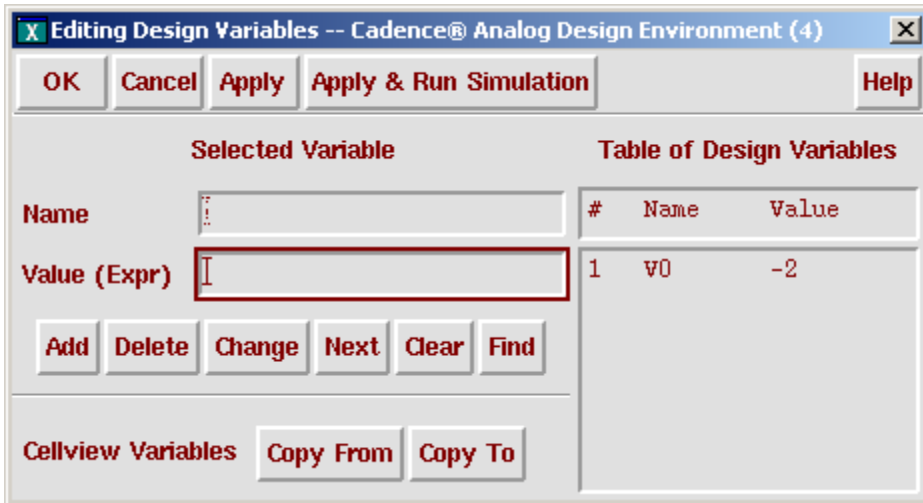 Editing Design Variables -- Cadence® Analog Design Environment (4)
OK Cancel Apply Apply & Run Simulation Help
Selected Variable
Name
Value (Expr)
Add Delete Change Next Clear Find
Cellview Variables Copy From Copy To
Table of Design Variables
# Name Value
1 V0 -2